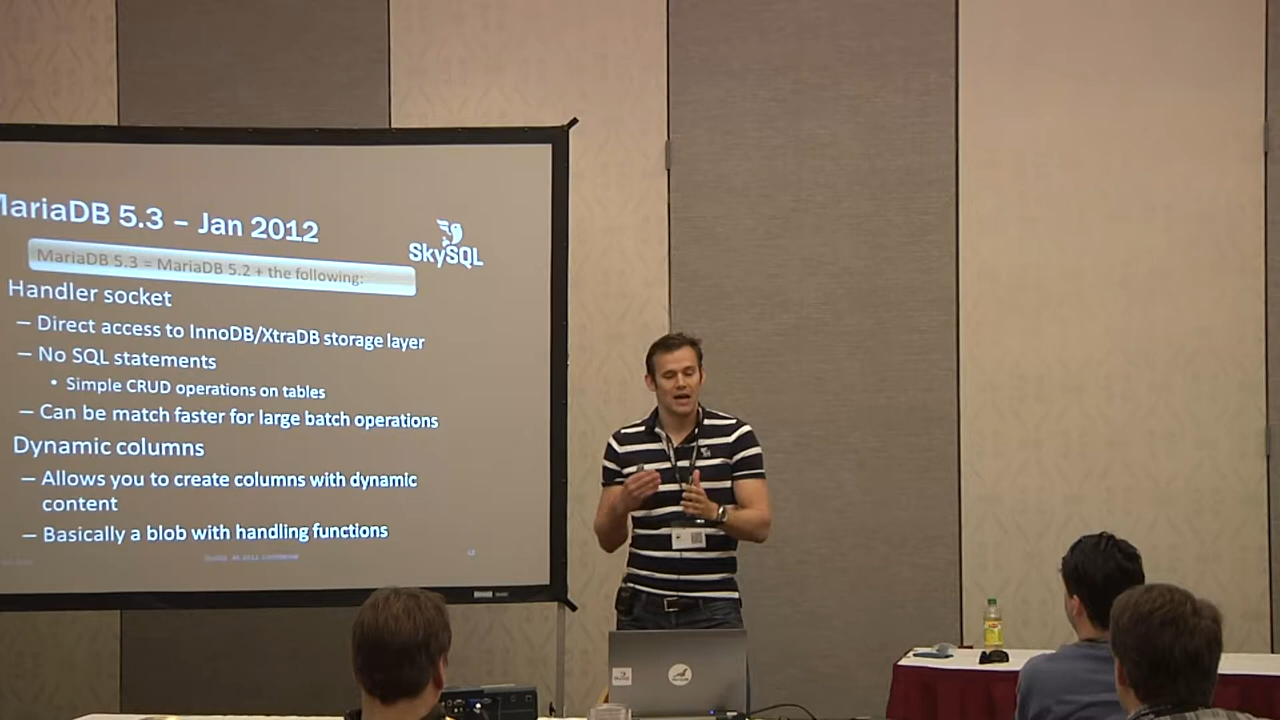 MariaDB 5.3 – Jan 2012
SkySQL
MariaDB 5.3 = MariaDB 5.2 + the following:
Handler socket
– Direct access to InnoDB/XtraDB storage layer
– No SQL statements
• Simple CRUD operations on tables
– Can be match faster for large batch operations
Dynamic columns
– Allows you to create columns with dynamic
content
– Basically a blob with handling functions